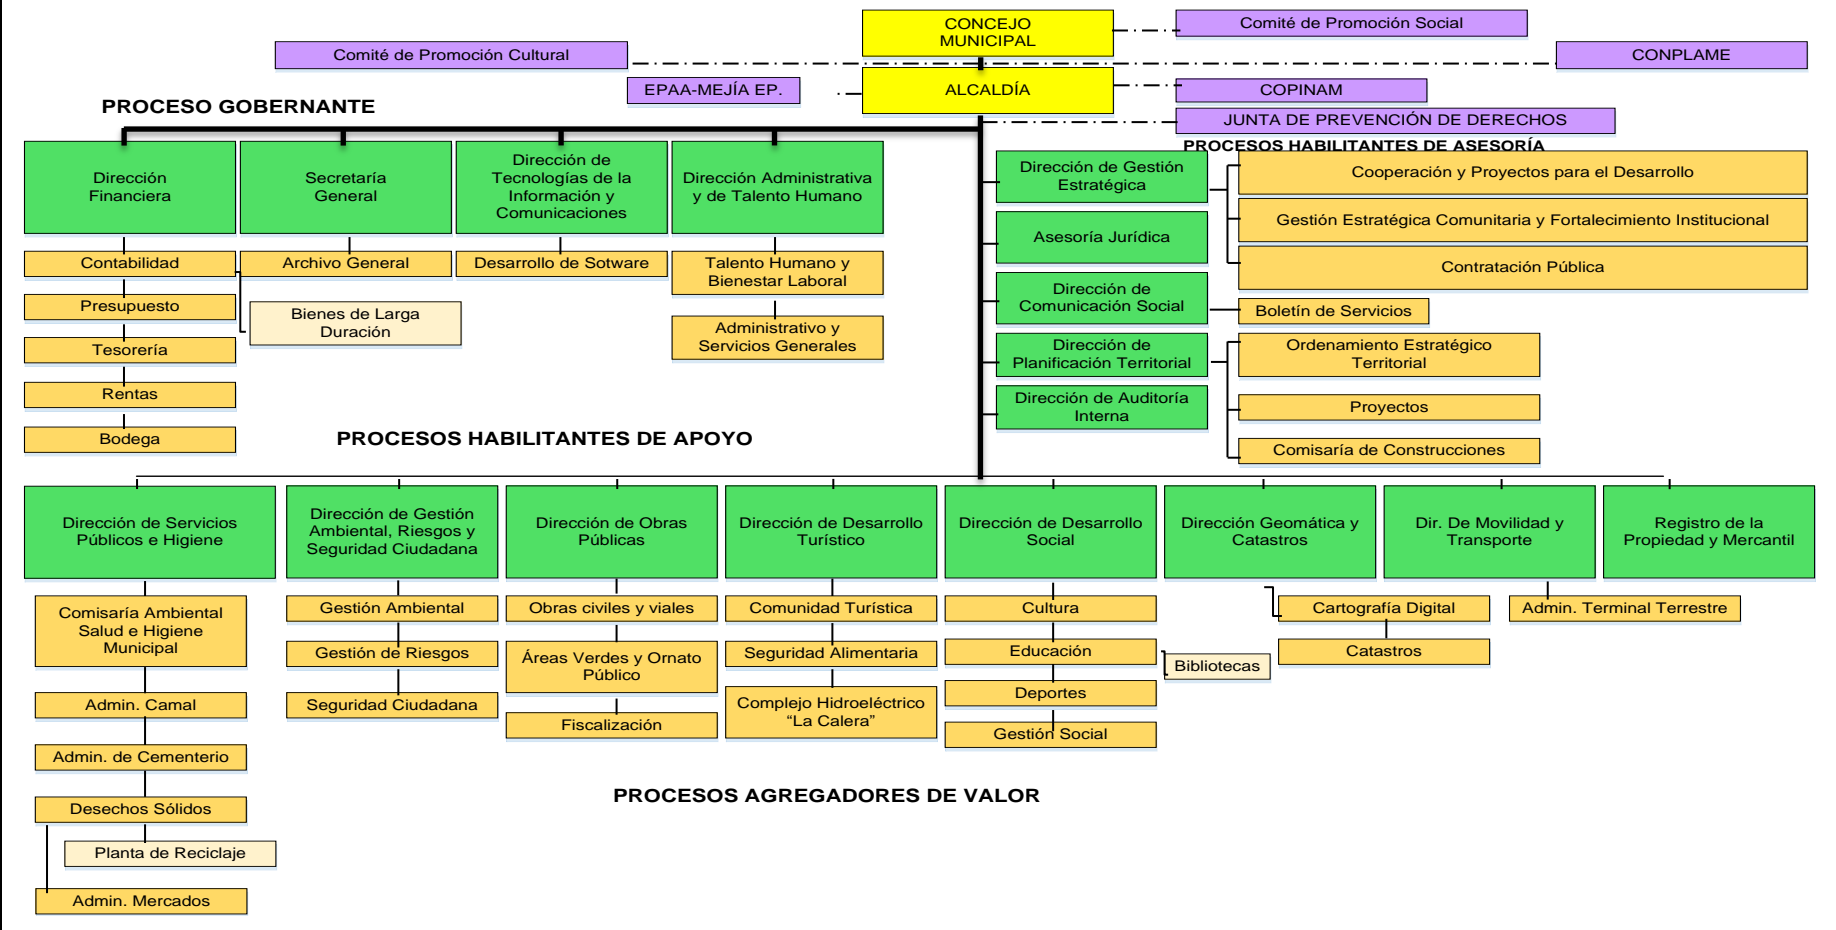 CONCEJO
MUNICIPAL
Comité de Promoción Social
Comité de Promoción Cultural
CONPLAME
EPAA-MEJÍA EP.
ALCALDÍA
COPINAM
PROCESO GOBERNANTE
JUNTA DE PREVENCIÓN DE DERECHOS
PROCESOS HABILITANTES DE ASESORÍA
Dirección
Financiera
Secretaría
General
Dirección de
Tecnologías de la
Información y
Comunicaciones
Dirección Administrativa
y de Talento Humano
Contabilidad
Archivo General
Desarrollo de Sotware
Talento Humano y
Bienestar Laboral
Presupuesto
Bienes de Larga
Duración
Administrativo y
Servicios Generales
Tesorería
Rentas
Bodega
Dirección de Gestión
Estratégica
Cooperación y Proyectos para el Desarrollo
Gestión Estratégica Comunitaria y Fortalecimiento Institucional
Contratación Pública
Asesoría Jurídica
Dirección de
Comunicación Social
Boletín de Servicios
Dirección de
Planificación Territorial
Ordenamiento Estratégico
Territorial
Proyectos
Comisaría de Construcciones
Dirección de Auditoría
Interna
PROCESOS HABILITANTES DE APOYO
Dirección de Servicios
Públicos e Higiene
Dirección de Gestión
Ambiental, Riesgos y
Seguridad Ciudadana
Dirección de Obras
Públicas
Dirección de Desarrollo
Turístico
Dirección de Desarrollo
Social
Dirección Geomática y
Catastros
Dir. De Movilidad y
Transporte
Registro de la
Propiedad y Mercantil
Comisaría Ambiental
Salud e Higiene
Municipal
Admin. Camal
Admin. de Cementerio
Desechos Sólidos
Planta de Reciclaje
Admin. Mercados
Gestión Ambiental
Gestión de Riesgos
Seguridad Ciudadana
Obras civiles y viales
Áreas Verdes y Ornato
Público
Fiscalización
Comunidad Turística
Seguridad Alimentaria
Complejo Hidroeléctrico
“La Calera”
Cultura
Educación
Bibliotecas
Deportes
Gestión Social
Cartografía Digital
Catastros
Admin. Terminal Terrestre
PROCESOS AGREGADORES DE VALOR